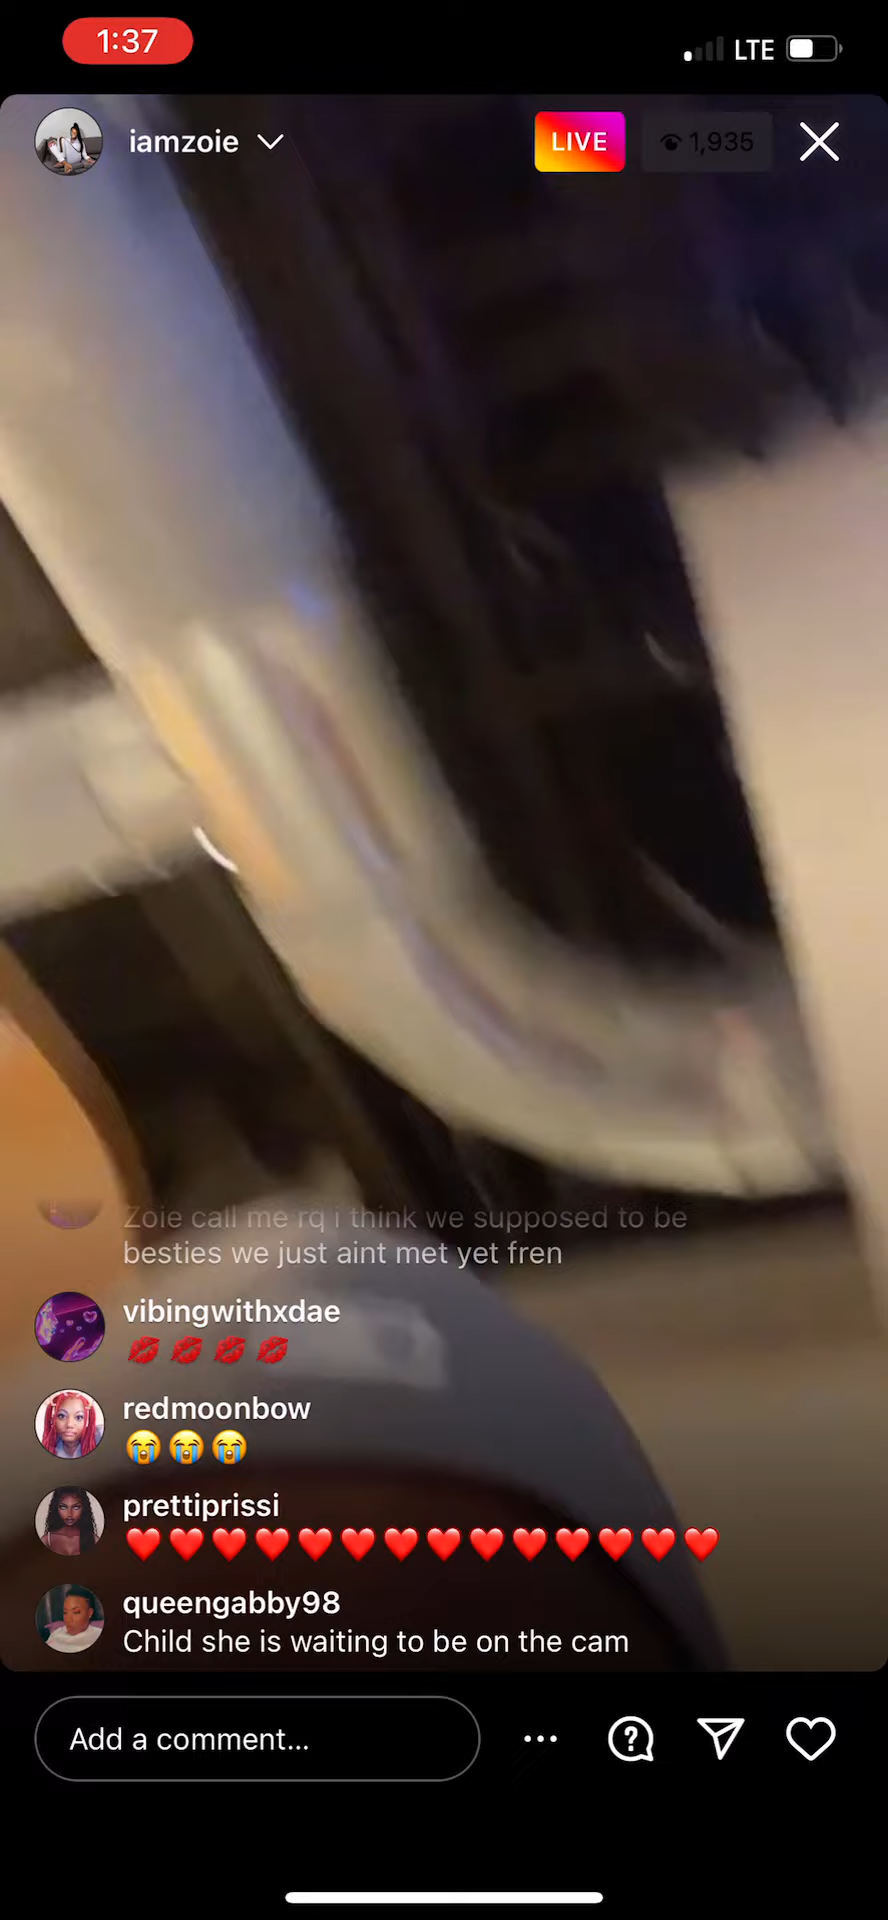 1:37
LTE
iamzoie
LIVE
1,935
Zoie call me rq i think we supposed to be
besties we just aint met yet fren
vibingwithxdae
💋 💋 💋 💋
redmoonbow
😭 😭 😭
prettiprissi
❤️❤️❤️❤️❤️❤️❤️❤️❤️❤️❤️❤️❤️❤️
queengabby98
Child she is waiting to be on the cam
Add a comment...